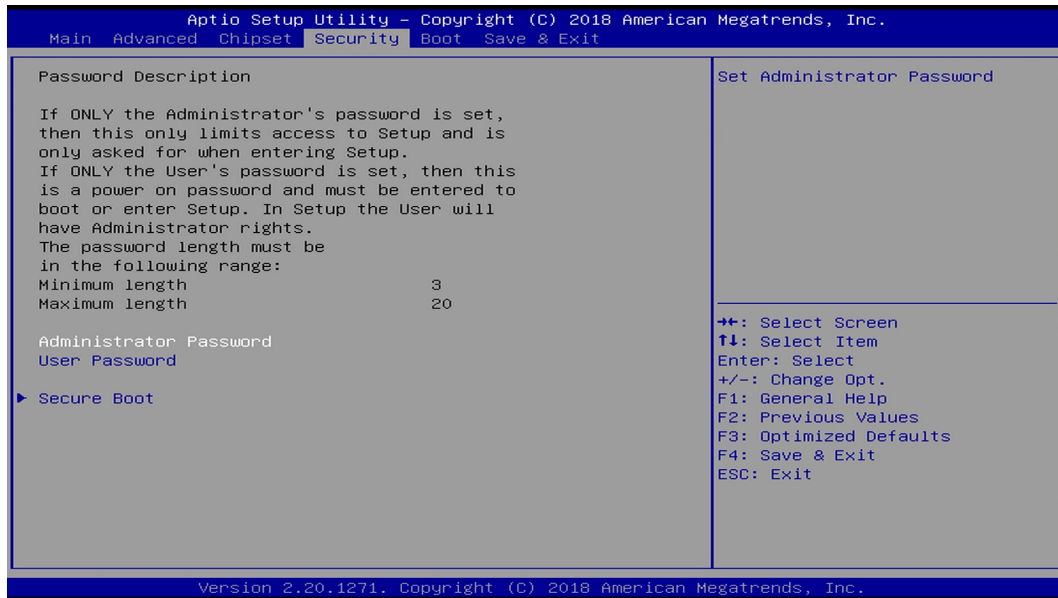 Aptio Setup Utility – Copyright (C) 2018 American Megatrends, Inc.
Main Advanced Chipset Security Boot Save & Exit
Password Description
If ONLY the Administrator's password is set,
then this only limits access to Setup and is
only asked for when entering Setup.
If ONLY the User's password is set, then this
is a power on password and must be entered to
boot or enter Setup. In Setup the User will
have Administrator rights.
The password length must be
in the following range:
Minimum length 3
Maximum length 20
Administrator Password
User Password
▶ Secure Boot
Set Administrator Password
→←: Select Screen
↑↓: Select Item
Enter: Select
+/-: Change Opt.
F1: General Help
F2: Previous Values
F3: Optimized Defaults
F4: Save & Exit
ESC: Exit
Version 2.20.1271. Copyright (C) 2018 American Megatrends, Inc.